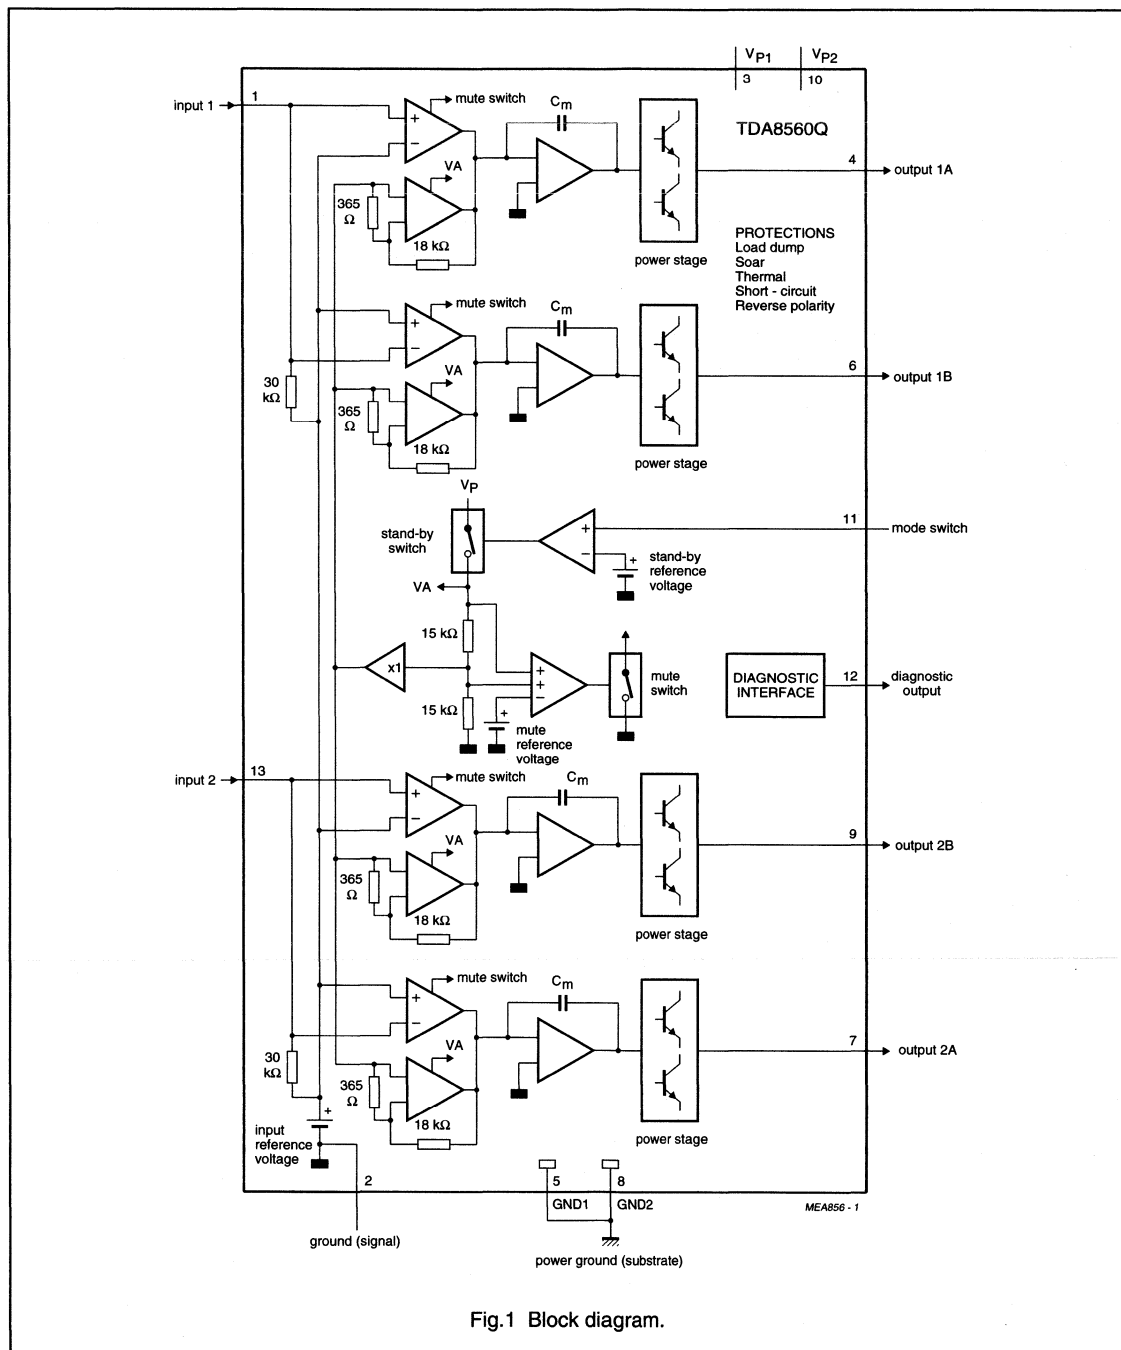 VP1
VP2
3
10
input 1
1
mute switch
Cm
TDA8560Q
VA
4
output 1A
365
Ω
18 kΩ
PROTECTIONS
Load dump
Soar
Thermal
Short - circuit
Reverse polarity
power stage
mute switch
Cm
VA
6
output 1B
30
kΩ
365
Ω
18 kΩ
power stage
VP
stand-by
switch
+
−
11
mode switch
+
stand-by
reference
voltage
VA
15 kΩ
x1
+
+
−
mute
switch
DIAGNOSTIC
INTERFACE
12
diagnostic
output
15 kΩ
+
mute
reference
voltage
input 2
13
mute switch
Cm
+
−
VA
9
output 2B
365
Ω
18 kΩ
power stage
mute switch
Cm
+
−
VA
7
output 2A
30
kΩ
365
Ω
18 kΩ
power stage
+
input
reference
voltage
2
5
8
GND1
GND2
MEA856 - 1
ground (signal)
power ground (substrate)
Fig.1 Block diagram.